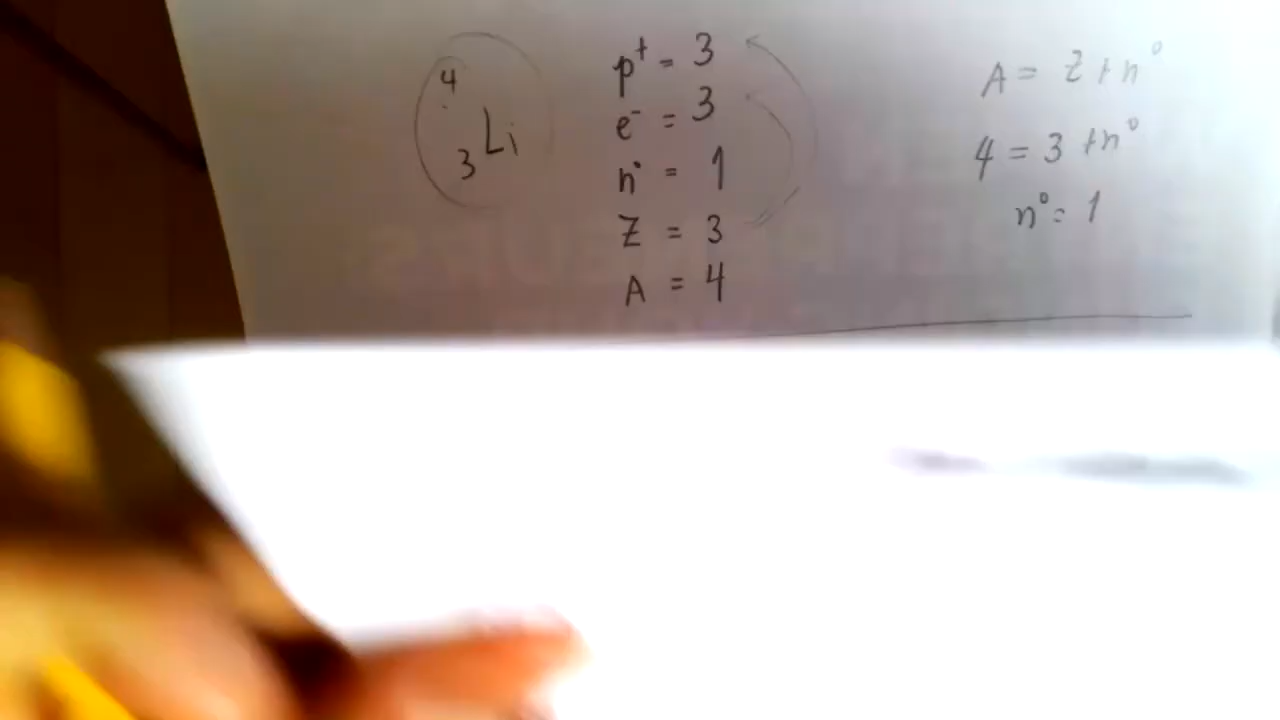 4
3 Li
p+ = 3
e- = 3
n° = 1
Z = 3
A = 4
A = Z + n°
4 = 3 + n°
n° = 1